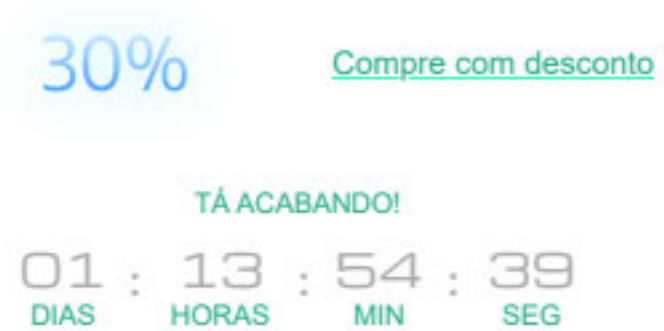 30%
Compre com desconto
TÁ ACABANDO!
01 : 13 : 54 : 39
DIAS HORAS MIN SEG